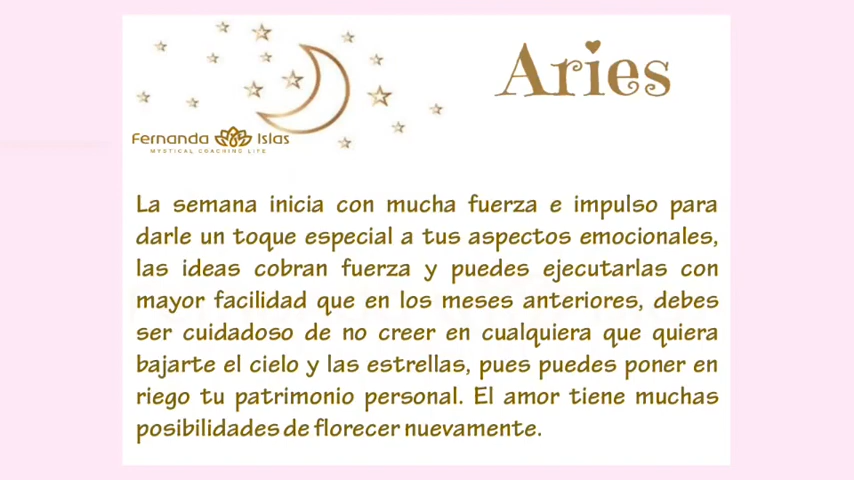 Aries
Fernanda Islas
MYSTICAL COACHING LIFE
La semana inicia con mucha fuerza e impulso para
darle un toque especial a tus aspectos emocionales,
las ideas cobran fuerza y puedes ejecutarlas con
mayor facilidad que en los meses anteriores, debes
ser cuidadoso de no creer en cualquiera que quiera
bajarte el cielo y las estrellas, pues puedes poner en
riego tu patrimonio personal. El amor tiene muchas
posibilidades de florecer nuevamente.